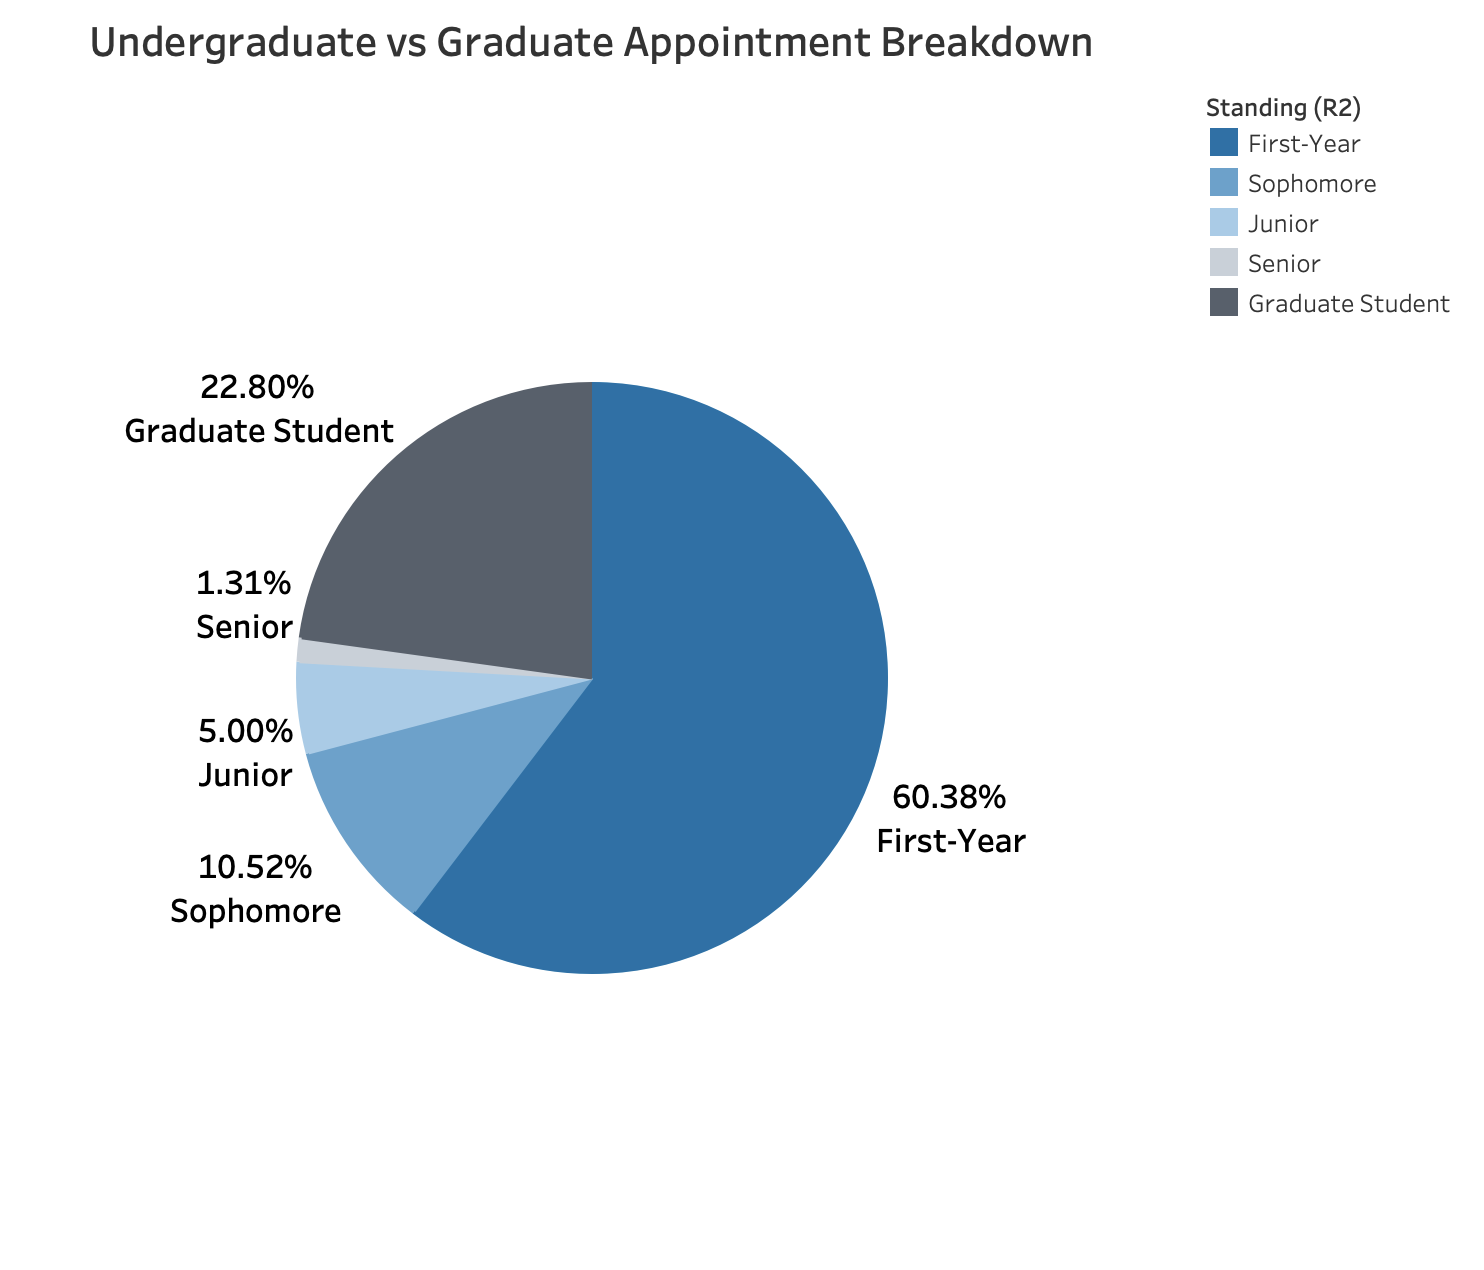 Undergraduate vs Graduate Appointment Breakdown
Standing (R2)
First-Year
Sophomore
Junior
Senior
Graduate Student
22.80%
Graduate Student
1.31%
Senior
5.00%
Junior
10.52%
Sophomore
60.38%
First-Year